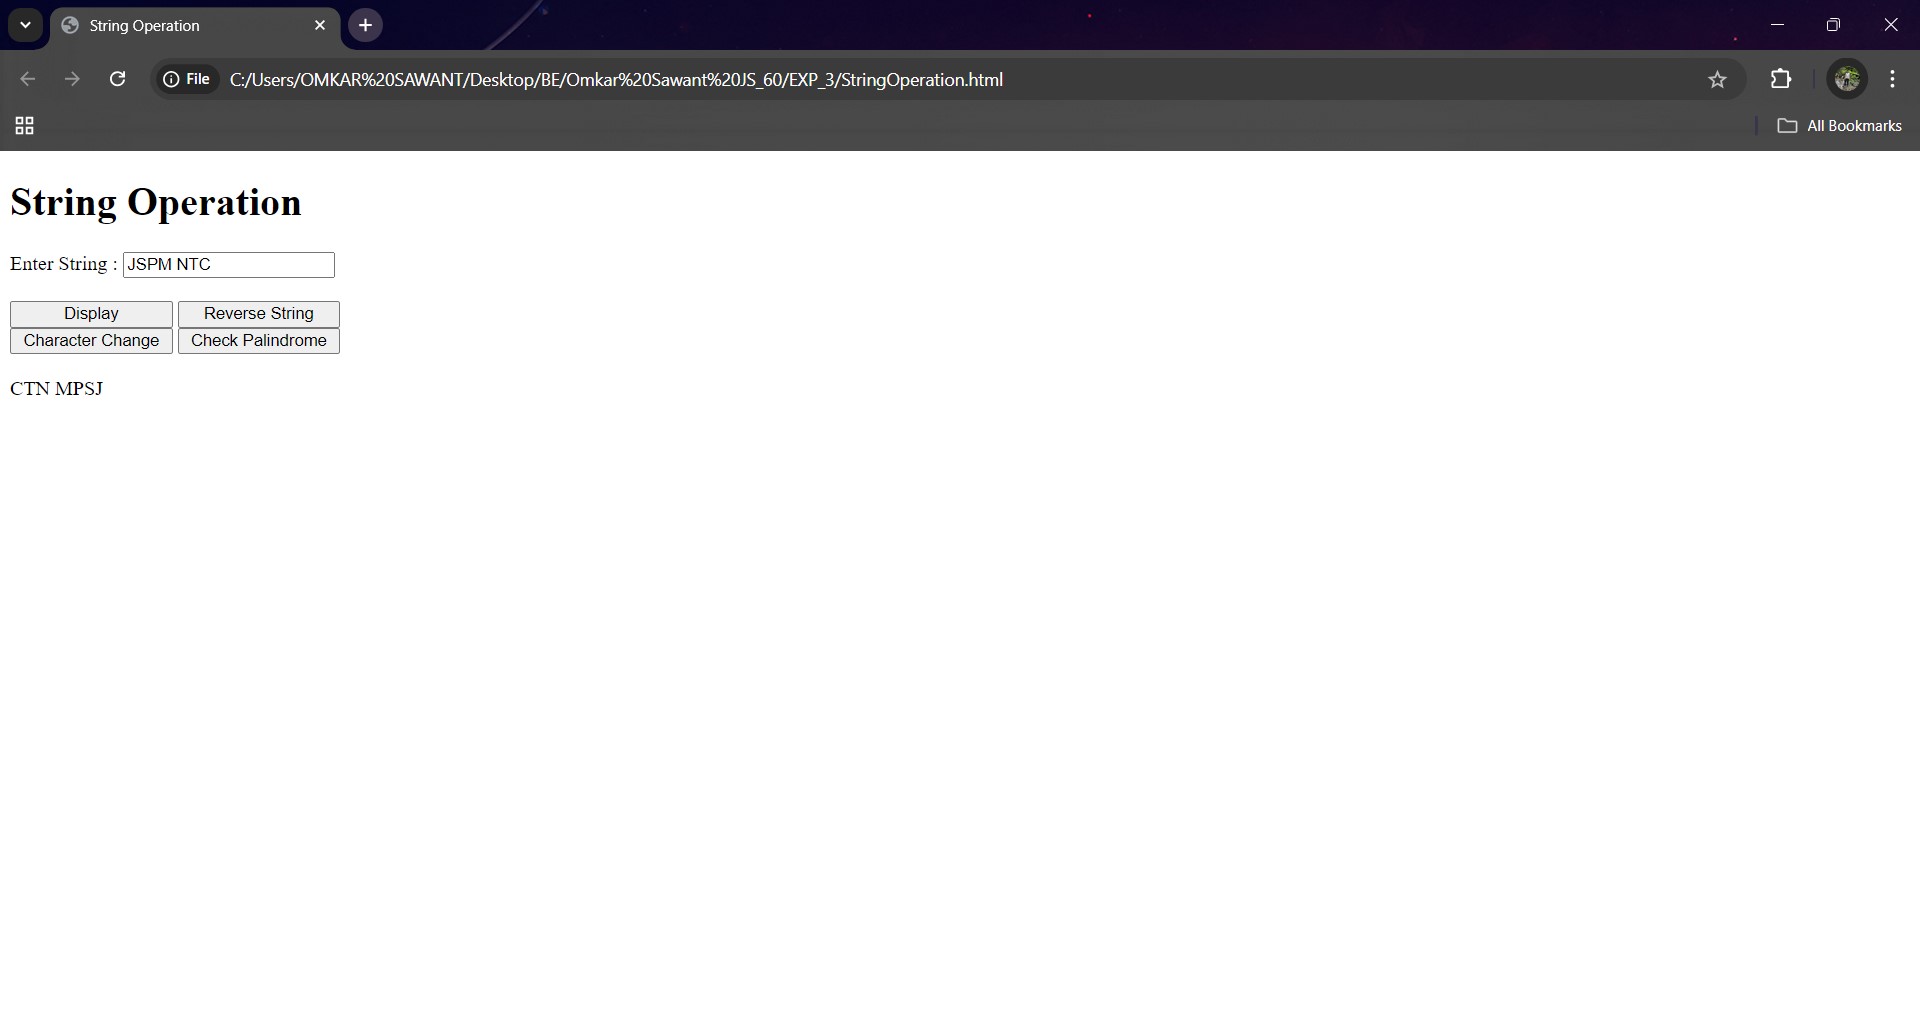 String Operation
File C:/Users/OMKAR%20SAWANT/Desktop/BE/Omkar%20Sawant%20JS_60/EXP_3/StringOperation.html
All Bookmarks
String Operation
Enter String : JSPM NTC
Display Reverse String
Character Change Check Palindrome
CTN MPSJ